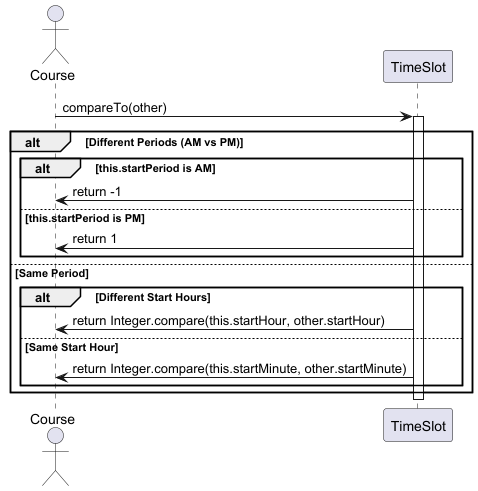 Course
TimeSlot
compareTo(other)
alt [Different Periods (AM vs PM)]
alt [this.startPeriod is AM]
return -1
[this.startPeriod is PM]
return 1
[Same Period]
alt [Different Start Hours]
return Integer.compare(this.startHour, other.startHour)
[Same Start Hour]
return Integer.compare(this.startMinute, other.startMinute)
Course
TimeSlot